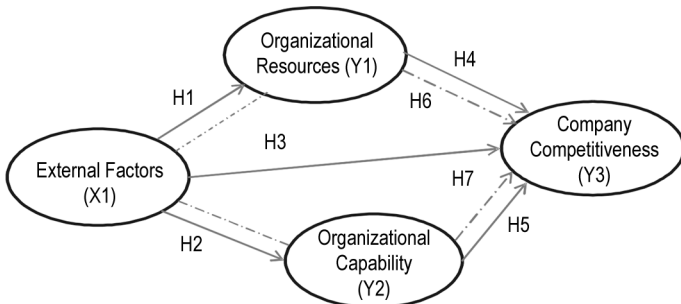 Organizational
Resources (Y1)
H4
H1
H6
H3
Company
Competitiveness
(Y3)
External Factors
(X1)
H7
H2
H5
Organizational
Capability
(Y2)